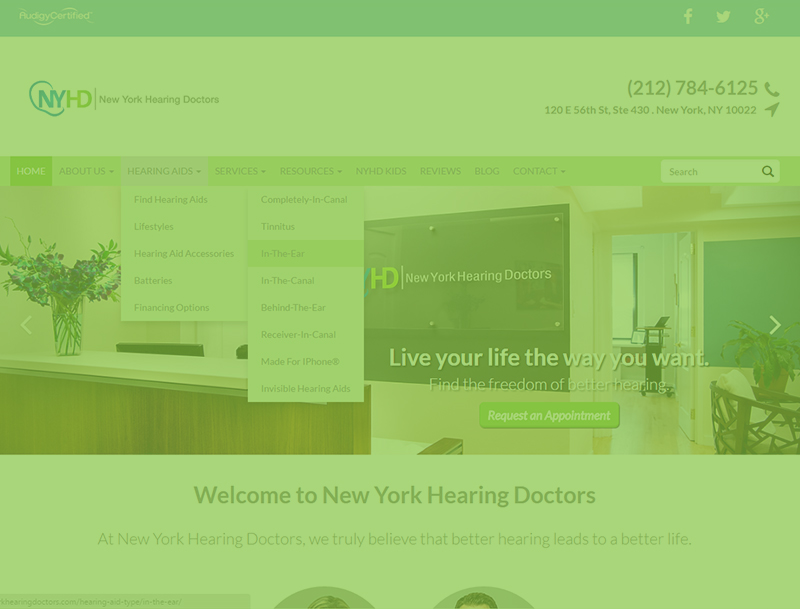 AudigyCertified™
(212) 784-6125
NYHD New York Hearing Doctors
120 E 56th St, Ste 430 . New York, NY 10022
HOME ABOUT US HEARING AIDS SERVICES RESOURCES NYHD KIDS REVIEWS BLOG CONTACT Search
Find Hearing Aids
Lifestyles
Hearing Aid Accessories
Batteries
Financing Options
Completely-In-Canal
Tinnitus
In-The-Ear
In-The-Canal
Behind-The-Ear
Receiver-In-Canal
Made For IPhone®
Invisible Hearing Aids
HD New York Hearing Doctors
Live your life the way you want.
Find the freedom of better hearing...
Request an Appointment
Welcome to New York Hearing Doctors
At New York Hearing Doctors, we truly believe that better hearing leads to a better life.
rkhearingdoctors.com/hearing-aid-type/in-the-ear/